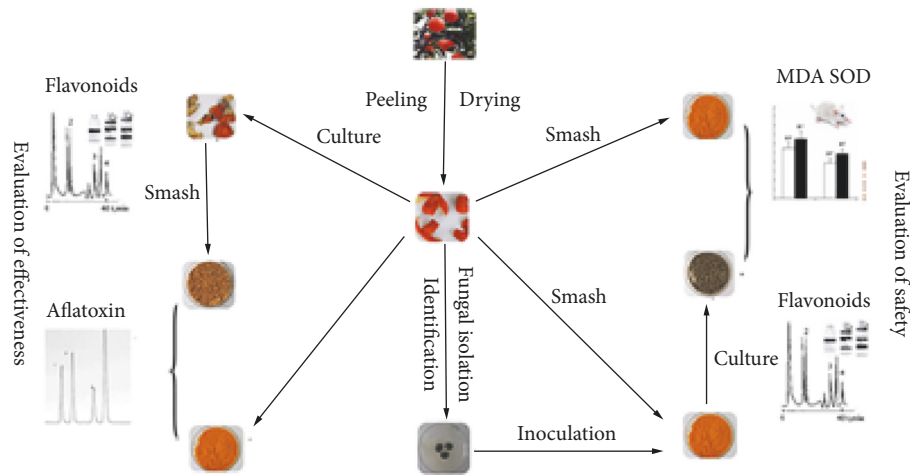 Flavonoids
Peeling
Drying
MDA SOD
Culture
Smash
Smash
Evaluation of effectiveness
Evaluation of safety
Aflatoxin
Fungal isolation
Identification
Smash
Flavonoids
Culture
Inoculation